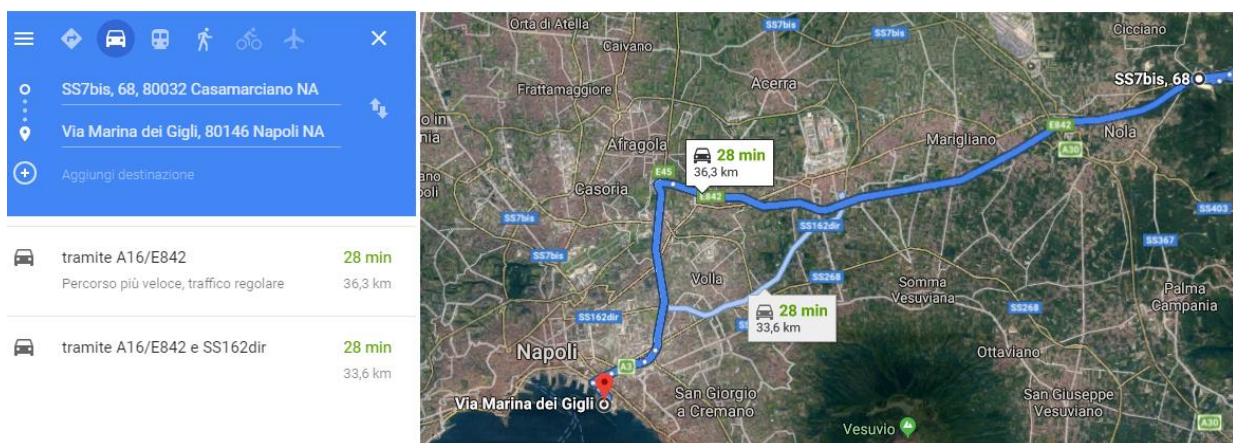 SS7bis, 68, 80032 Casamarciano NA
Via Marina dei Gigli, 80146 Napoli NA
Aggiungi destinazione
tramite A16/E842
28 min
Percorso più veloce, traffico regolare
36,3 km
tramite A16/E842 e SS162dir
28 min
33,6 km
Orta di Atella
SS7bis
SS7bis
Cicciano
Caivano
Acerra
SS7bis, 68
Frattamaggiore
E842
Nola
Marigliano
Afragola
A30
28 min
36,3 km
E45
E842
Casoria
SS403
SS7bis
SS162dir
SS367
SS7bis
Volla
SS268
Somma
Vesuviana
Palma
Campania
28 min
33,6 km
SS268
SS162dir
Napoli
Ottaviano
A3
San Giorgio
a Cremano
San Giuseppe
Vesuviano
Via Marina dei Gigli
Vesuvio
A30